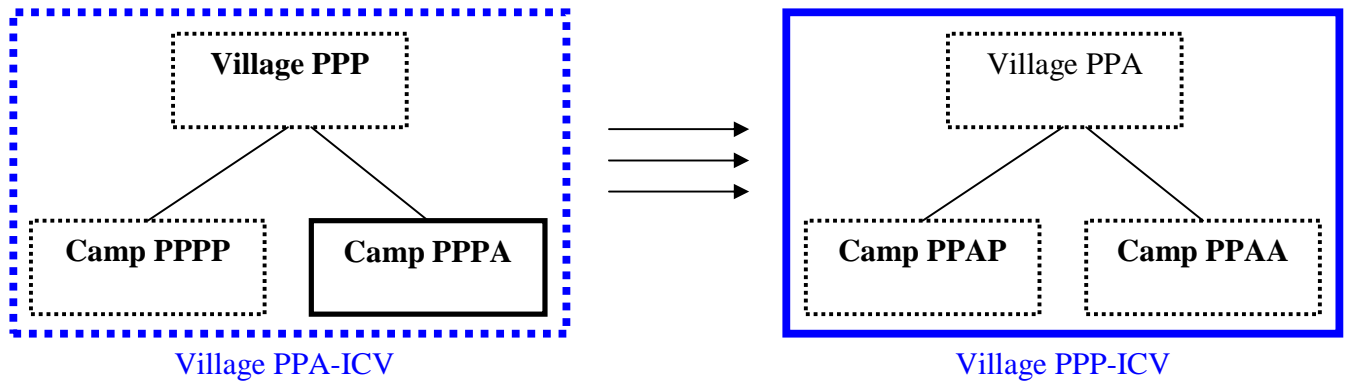 Village PPP
Village PPA
Camp PPPP
Camp PPPA
Camp PPAP
Camp PPAA
Village PPA-ICV
Village PPP-ICV